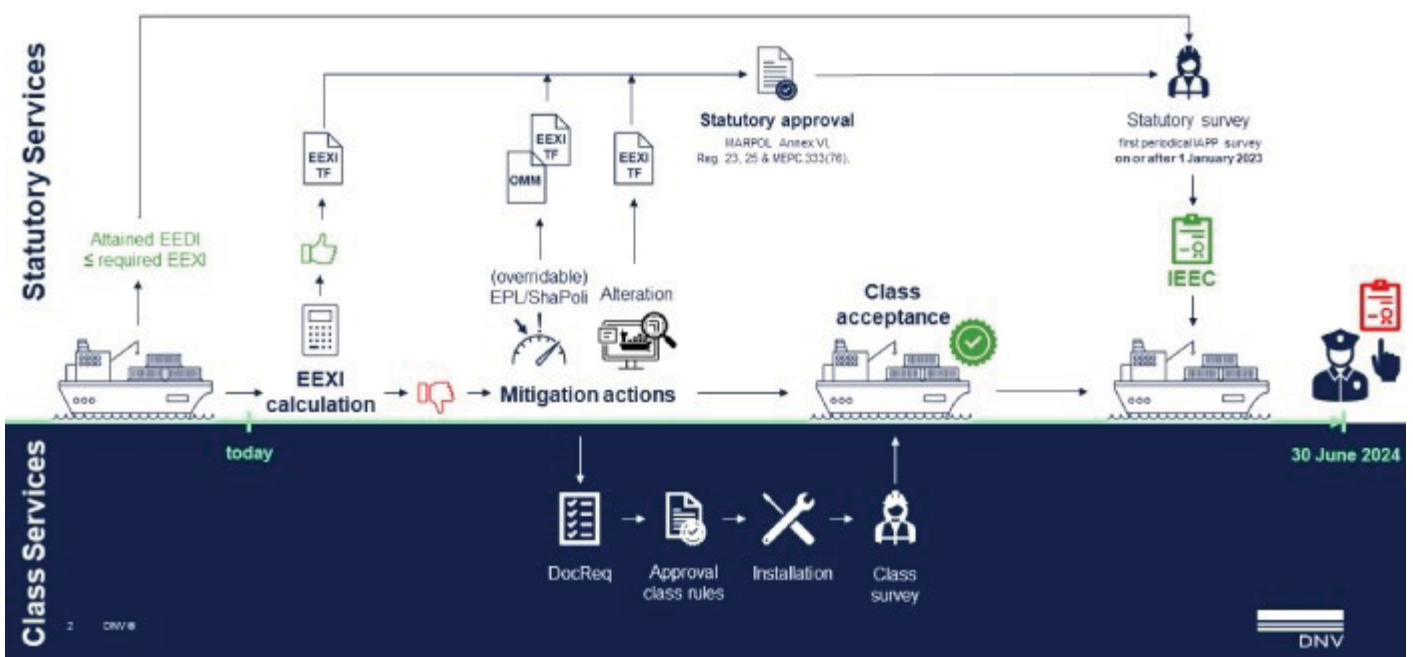 Statutory Services
Attained EEDI
≤ required EEXI
EEXI
TF
EEXI
calculation
OMM
EEXI
TF
(overridable)
EPL/ShaPoli
EEXI
TF
Alteration
Mitigation actions
Statutory approval
MARPOL Annex VI,
Reg. 23, 25 & MEPC.333(76).
Class
acceptance
Statutory survey
first periodical IAPP survey
on or after 1 January 2023
IEEC
today
30 June 2024
Class Services
DocReq
Approval
class rules
Installation
Class
survey
2 DNV ©
DNV